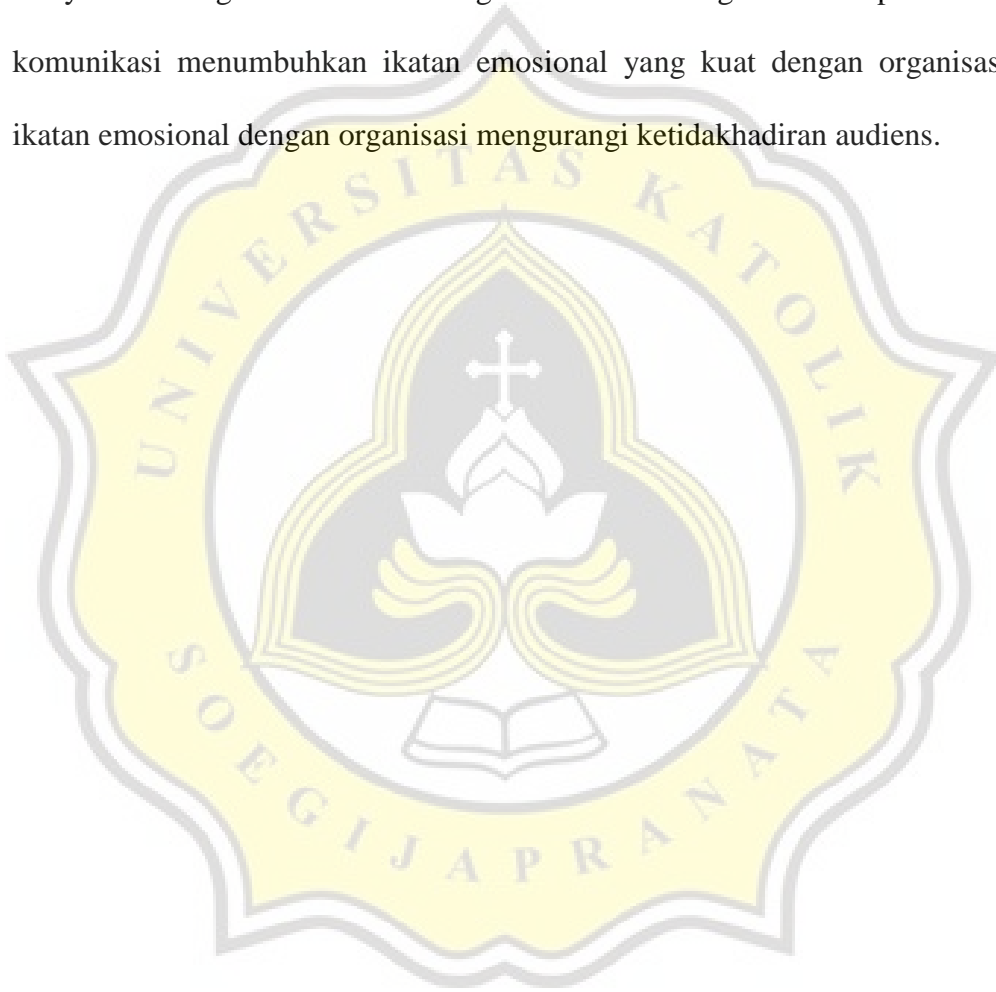 komunikasi menumbuhkan ikatan emosional yang kuat dengan organisas
ikatan emosional dengan organisasi mengurangi ketidakhadiran audiens.
UNIVERSITAS KATOLIK
SOEGIJAPRANATA